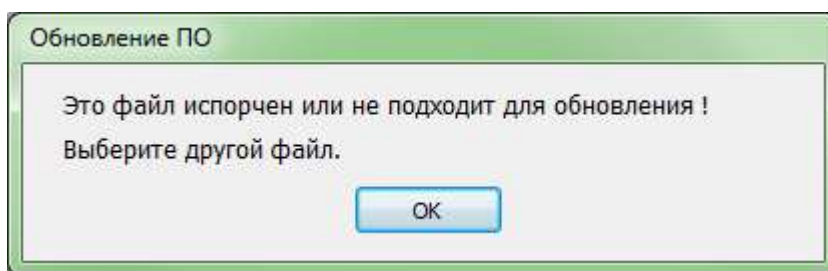 Обновление ПО
Это файл испорчен или не подходит для обновления !
Выберите другой файл.
OK